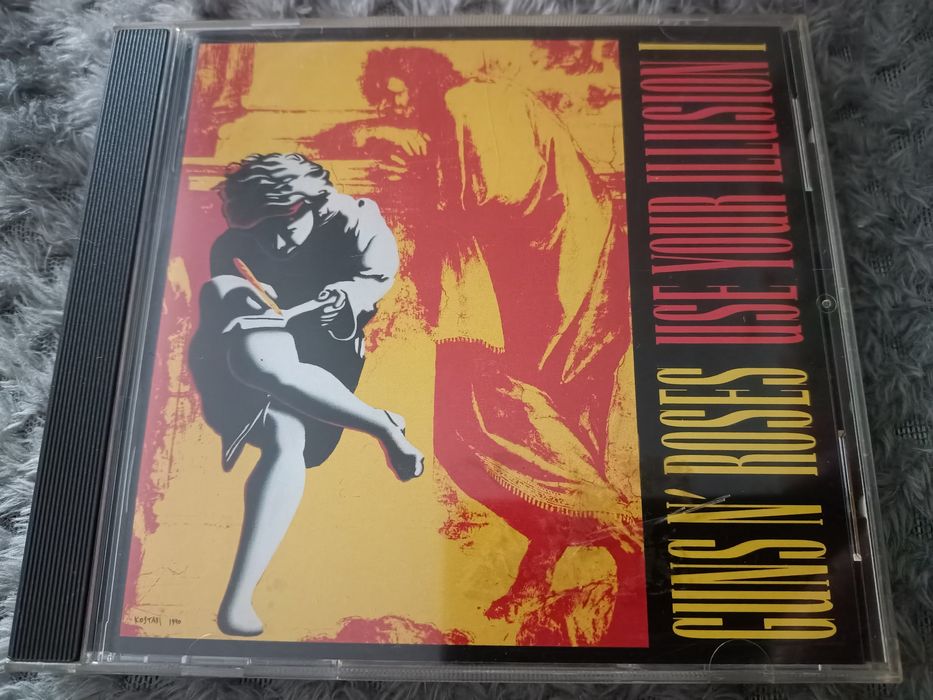 GUNS N' ROSES USE YOUR ILLUSION I
KOSTABI 1990